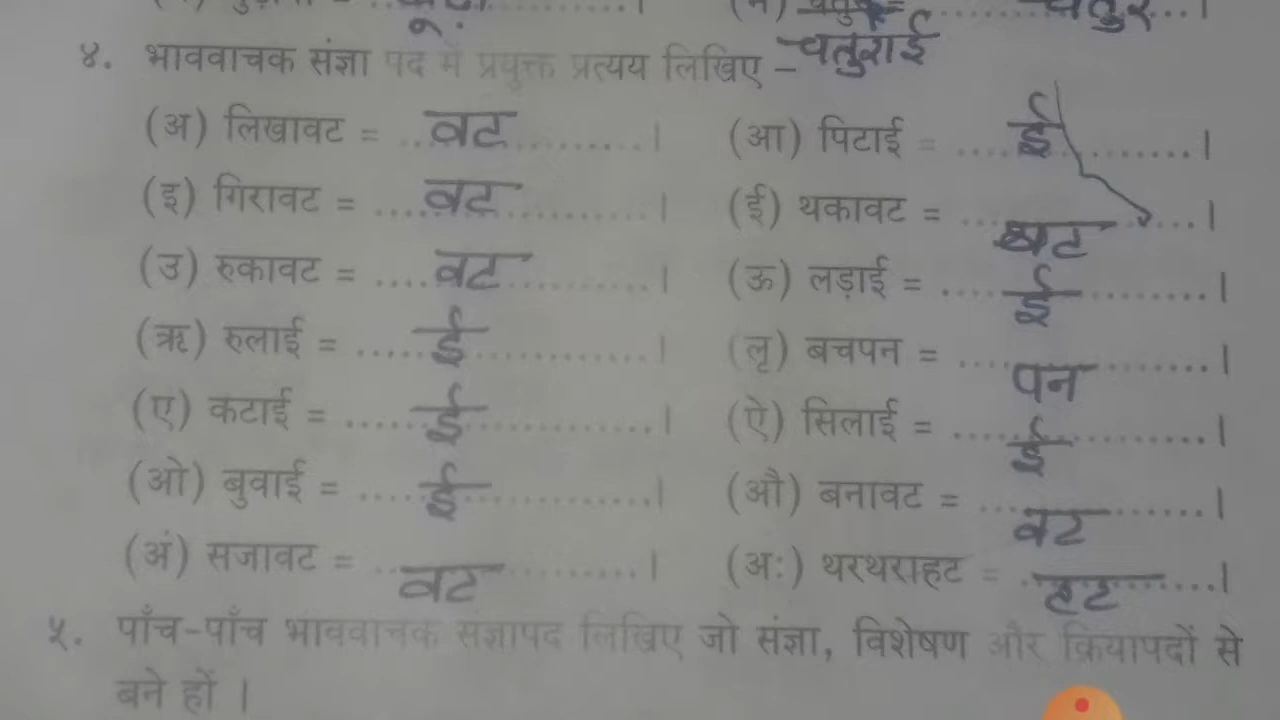 चतुर
४. भाववाचक संज्ञा पद में प्रयुक्त प्रत्यय लिखिए – चतुराई
(अ) लिखावट = ..वट..........। (आ) पिटाई = ....ई........।
(इ) गिरावट = ....वट..........। (ई) थकावट = ...वट.....।
(उ) रुकावट = ....वट..........। (ऊ) लड़ाई = ....ई........।
(ऋ) रुलाई = ....ई..........। (लृ) बचपन = ....पन........।
(ए) कटाई = ....ई..........। (ऐ) सिलाई = ....ई........।
(ओ) बुवाई = ....ई..........। (औ) बनावट = ....वट........।
(अं) सजावट = ..वट..........। (अः) थरथराहट = ..हट.....।
५. पाँच-पाँच भाववाचक संज्ञापद लिखिए जो संज्ञा, विशेषण और क्रियापदों से
बने हों ।